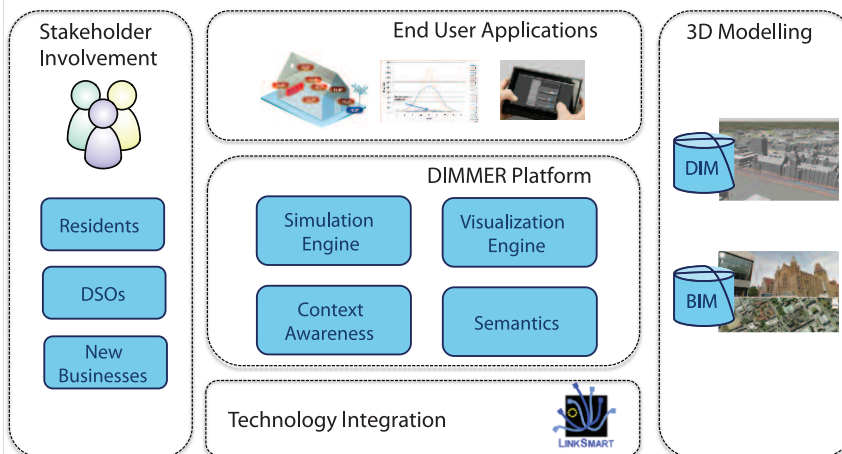 Stakeholder
Involvement
Residents
DSOs
New
Businesses
End User Applications
DIMMER Platform
Simulation
Engine
Visualization
Engine
Context
Awareness
Semantics
Technology Integration
LINKSMART
3D Modelling
DIM
BIM